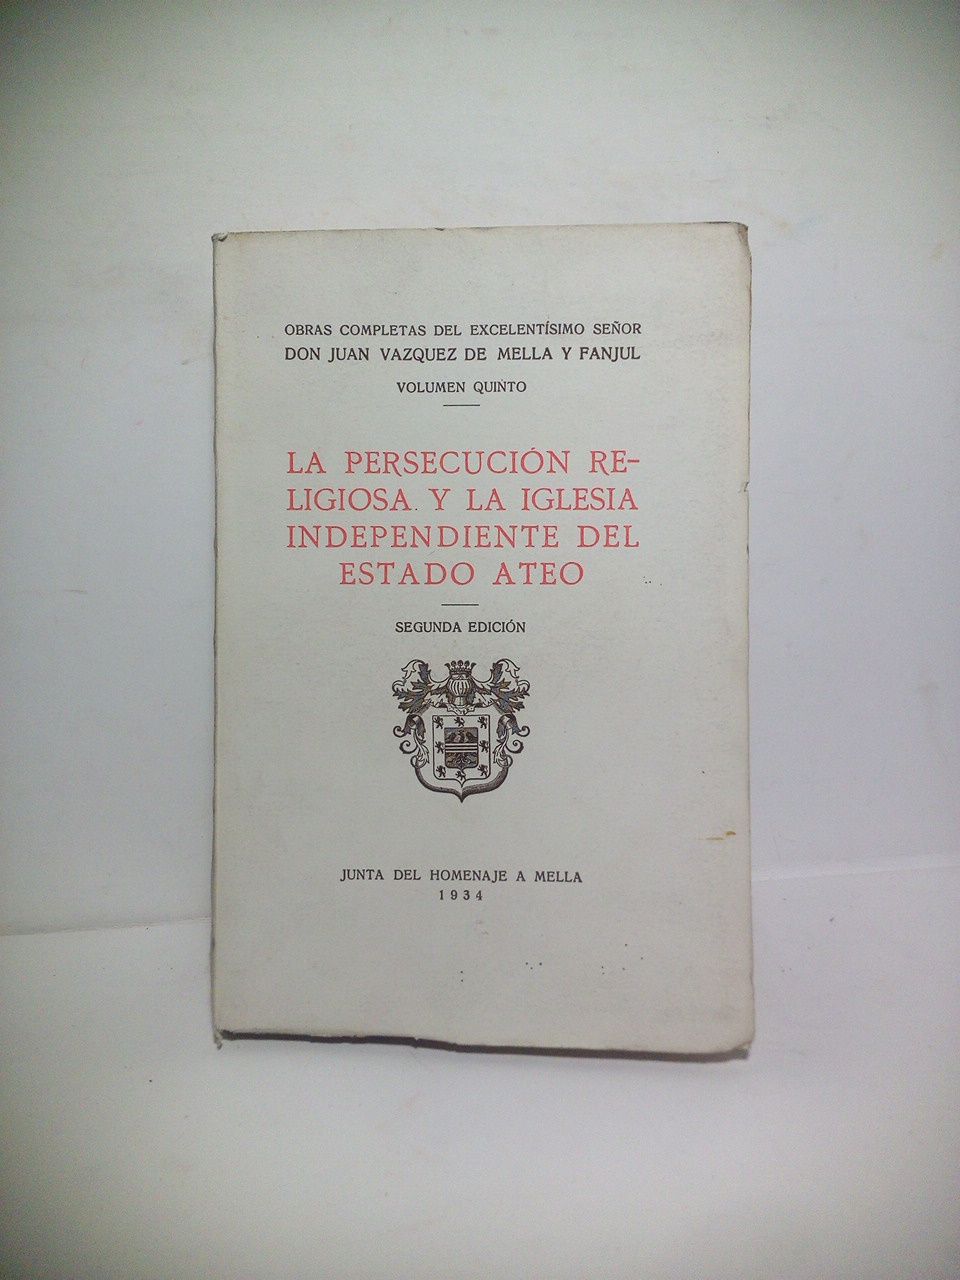 OBRAS COMPLETAS DEL EXCELENTÍSIMO SEÑOR
DON JUAN VAZQUEZ DE MELLA Y FANJUL
VOLUMEN QUINTO
LA PERSECUCIÓN RE-
LIGIOSA Y LA IGLESIA
INDEPENDIENTE DEL
ESTADO ATEO
SEGUNDA EDICIÓN
JUNTA DEL HOMENAJE A MELLA
1934